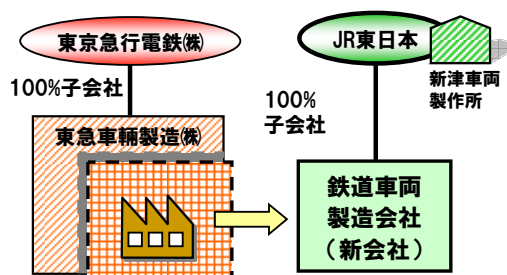 東京急行電鉄㈱
JR東日本
新津車両
製作所
100%子会社
100%
子会社
東急車輛製造㈱
鉄道車両
製造会社
（新会社）